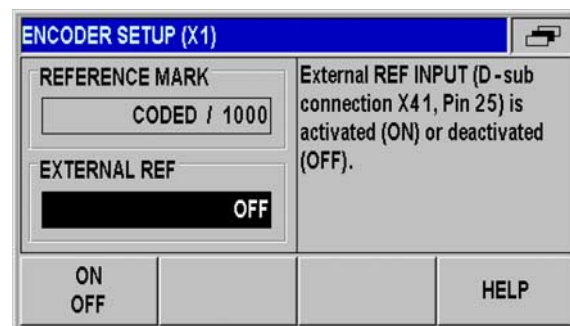 ENCODER SETUP (X1)
REFERENCE MARK
CODED / 1000
EXTERNAL REF
OFF
External REF INPUT (D-sub
connection X41, Pin 25) is
activated (ON) or deactivated
(OFF).
ON
OFF
HELP